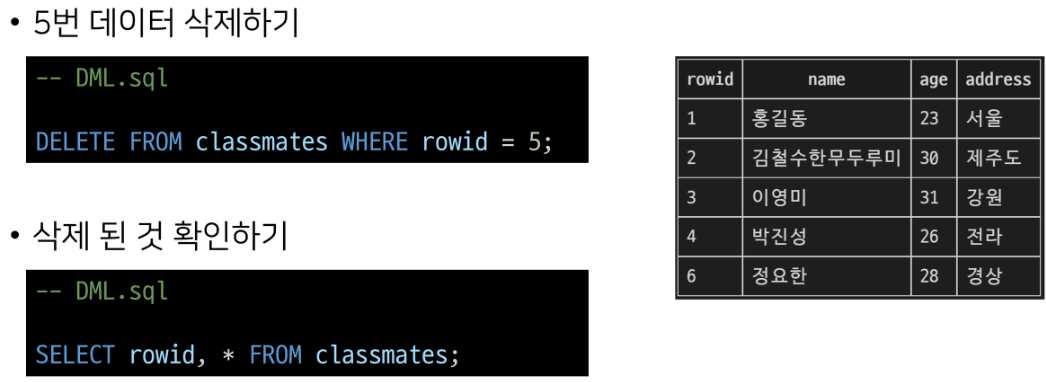 • 5번 데이터 삭제하기
-- DML.sql
DELETE FROM classmates WHERE rowid = 5;
• 삭제 된 것 확인하기
-- DML.sql
SELECT rowid, * FROM classmates;
rowid name age address
1 홍길동 23 서울
2 김철수한무두루미 30 제주도
3 이영미 31 강원
4 박진성 26 전라
6 정요한 28 경상